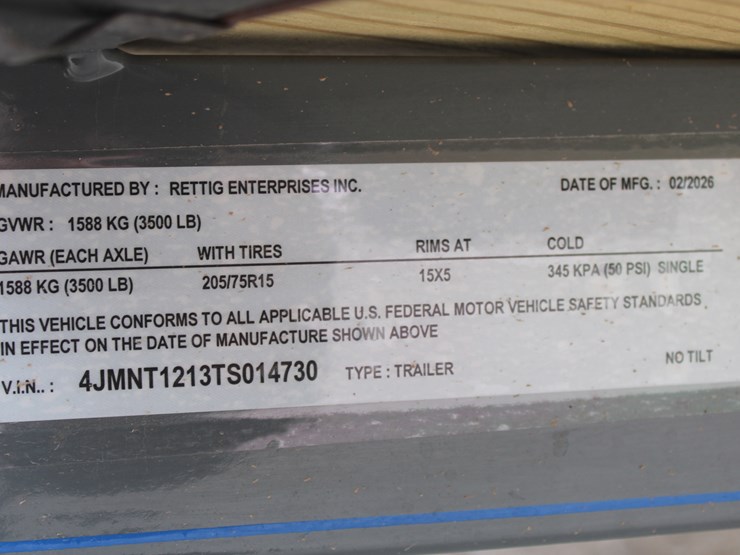 MANUFACTURED BY : RETTIG ENTERPRISES INC. DATE OF MFG. : 02/2026
GVWR : 1588 KG (3500 LB)
GAWR (EACH AXLE) WITH TIRES RIMS AT COLD
1588 KG (3500 LB) 205/75R15 15X5 345 KPA (50 PSI) SINGLE
THIS VEHICLE CONFORMS TO ALL APPLICABLE U.S. FEDERAL MOTOR VEHICLE SAFETY STANDARDS
IN EFFECT ON THE DATE OF MANUFACTURE SHOWN ABOVE
V.I.N.. : 4JMNT1213TS014730 TYPE : TRAILER NO TILT